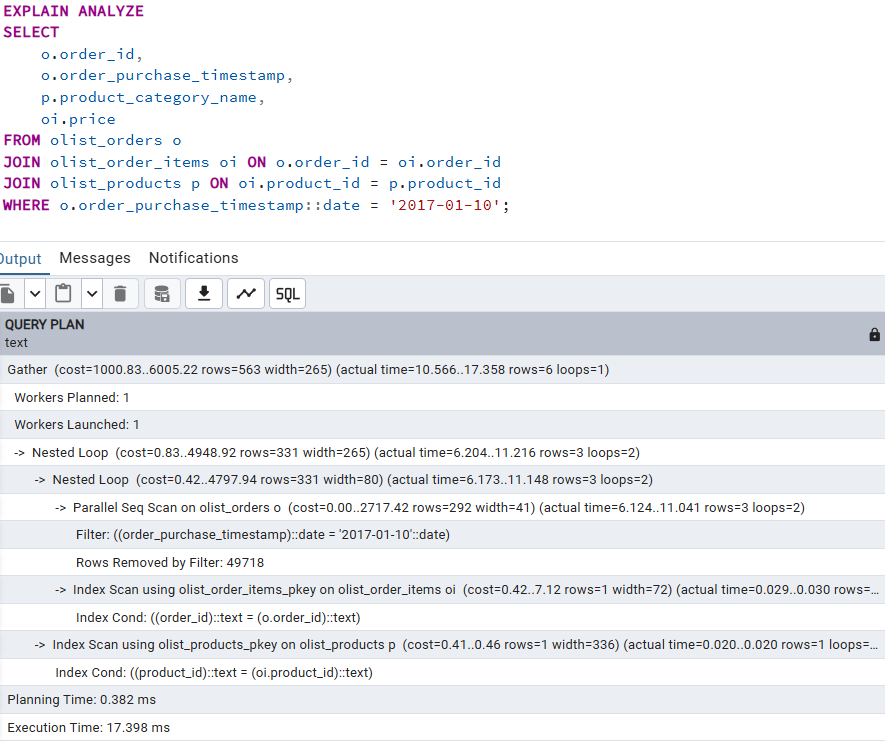 EXPLAIN ANALYZE
SELECT
o.order_id,
o.order_purchase_timestamp,
p.product_category_name,
oi.price
FROM olist_orders o
JOIN olist_order_items oi ON o.order_id = oi.order_id
JOIN olist_products p ON oi.product_id = p.product_id
WHERE o.order_purchase_timestamp::date = '2017-01-10';
Output Messages Notifications
SQL
QUERY PLAN
text
Gather (cost=1000.83..6005.22 rows=563 width=265) (actual time=10.566..17.358 rows=6 loops=1)
Workers Planned: 1
Workers Launched: 1
-> Nested Loop (cost=0.83..4948.92 rows=331 width=265) (actual time=6.204..11.216 rows=3 loops=2)
-> Nested Loop (cost=0.42..4797.94 rows=331 width=80) (actual time=6.173..11.148 rows=3 loops=2)
-> Parallel Seq Scan on olist_orders o (cost=0.00..2717.42 rows=292 width=41) (actual time=6.124..11.041 rows=3 loops=2)
Filter: ((order_purchase_timestamp)::date = '2017-01-10'::date)
Rows Removed by Filter: 49718
-> Index Scan using olist_order_items_pkey on olist_order_items oi (cost=0.42..7.12 rows=1 width=72) (actual time=0.029..0.030 rows=...
Index Cond: ((order_id)::text = (o.order_id)::text)
-> Index Scan using olist_products_pkey on olist_products p (cost=0.41..0.46 rows=1 width=336) (actual time=0.020..0.020 rows=1 loops=...
Index Cond: ((product_id)::text = (oi.product_id)::text)
Planning Time: 0.382 ms
Execution Time: 17.398 ms